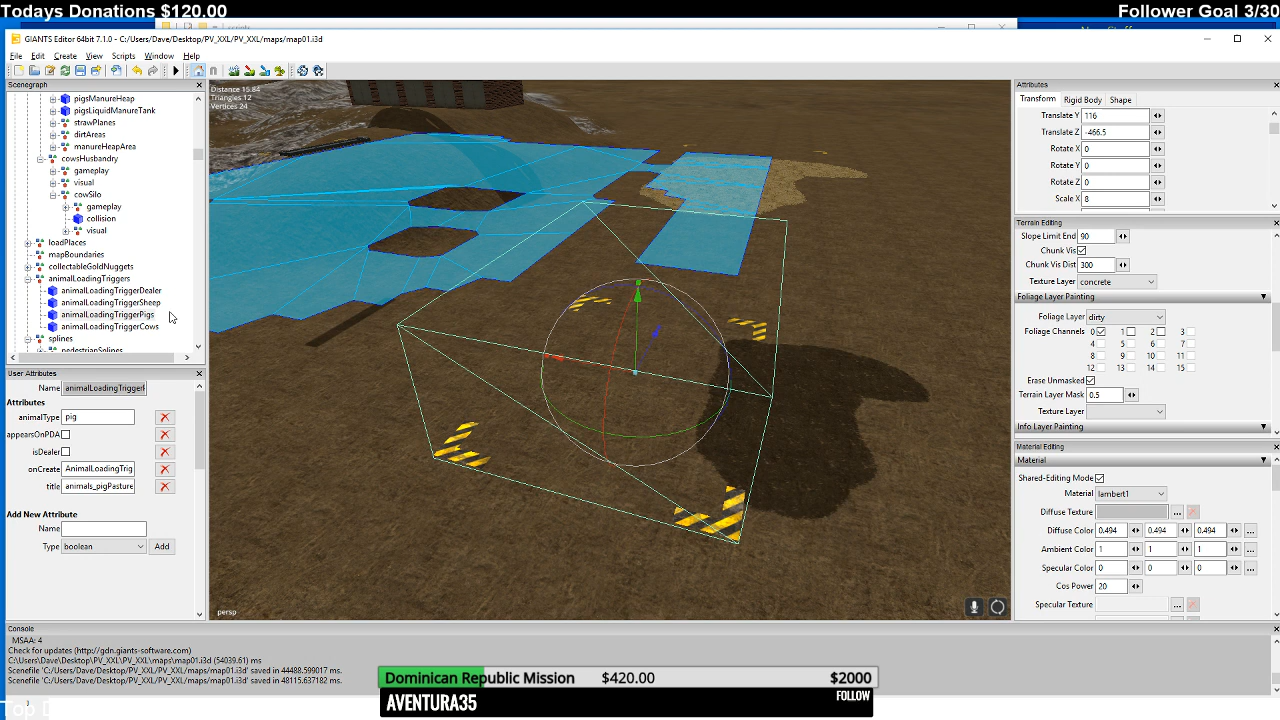 Todays Donations $120.00
Follower Goal 3/30
GIANTS Editor 64bit 7.1.0 - C:/Users/Dave/Desktop/PV_XXL/PV_XXL/maps/map01.i3d
File Edit Create View Scripts Window Help
Scenegraph
pigsManureHeap
pigsLiquidManureTank
strawPlanes
dirtAreas
manureHeapArea
cowsHusbandry
gameplay
visual
cowSilo
gameplay
collision
visual
loadPlaces
mapBoundaries
collectableGoldNuggets
animalLoadingTriggers
animalLoadingTriggerDealer
animalLoadingTriggerSheep
animalLoadingTriggerPigs
animalLoadingTriggerCows
splines
pedestrianSplines
User Attributes
Name animalLoadingTriggerF
Attributes
animalType pig
appearsOnPDA
isDealer
onCreate AnimalLoadingTrig
title animals_pigPasture
Add New Attribute
Name
Type boolean Add
Distance 15.84
Triangles 12
Vertices 24
persp
Attributes
Transform Rigid Body Shape
Translate Y 116
Translate Z -466.5
Rotate X 0
Rotate Y 0
Rotate Z 0
Scale X 8
Terrain Editing
Slope Limit End 90
Chunk Vis
Chunk Vis Dist 300
Texture Layer concrete
Foliage Layer Painting
Foliage Layer dirty
Foliage Channels 0 1 2 3
4 5 6 7
8 9 10 11
12 13 14 15
Erase Unmasked
Terrain Layer Mask 0.5
Texture Layer
Info Layer Painting
Material Editing
Material
Shared-Editing Mode
Material lambert1
Diffuse Texture ...
Diffuse Color 0.494 0.494 0.494 ...
Ambient Color 1 1 1 ...
Specular Color 0 0 0 ...
Cos Power 20
Specular Texture ...
Console
MSAA: 4
Check for updates (http://gdn.giants-software.com)
C:\Users\Dave\Desktop\PV_XXL\PV_XXL\maps\map01.i3d (54039.61) ms
Scenefile 'C:/Users/Dave/Desktop/PV_XXL/PV_XXL/maps/map01.i3d' saved in 44488.599017 ms.
Scenefile 'C:/Users/Dave/Desktop/PV_XXL/PV_XXL/maps/map01.i3d' saved in 48115.637182 ms.
Dominican Republic Mission $420.00 $2000
AVENTURA35 FOLLOW
Top D